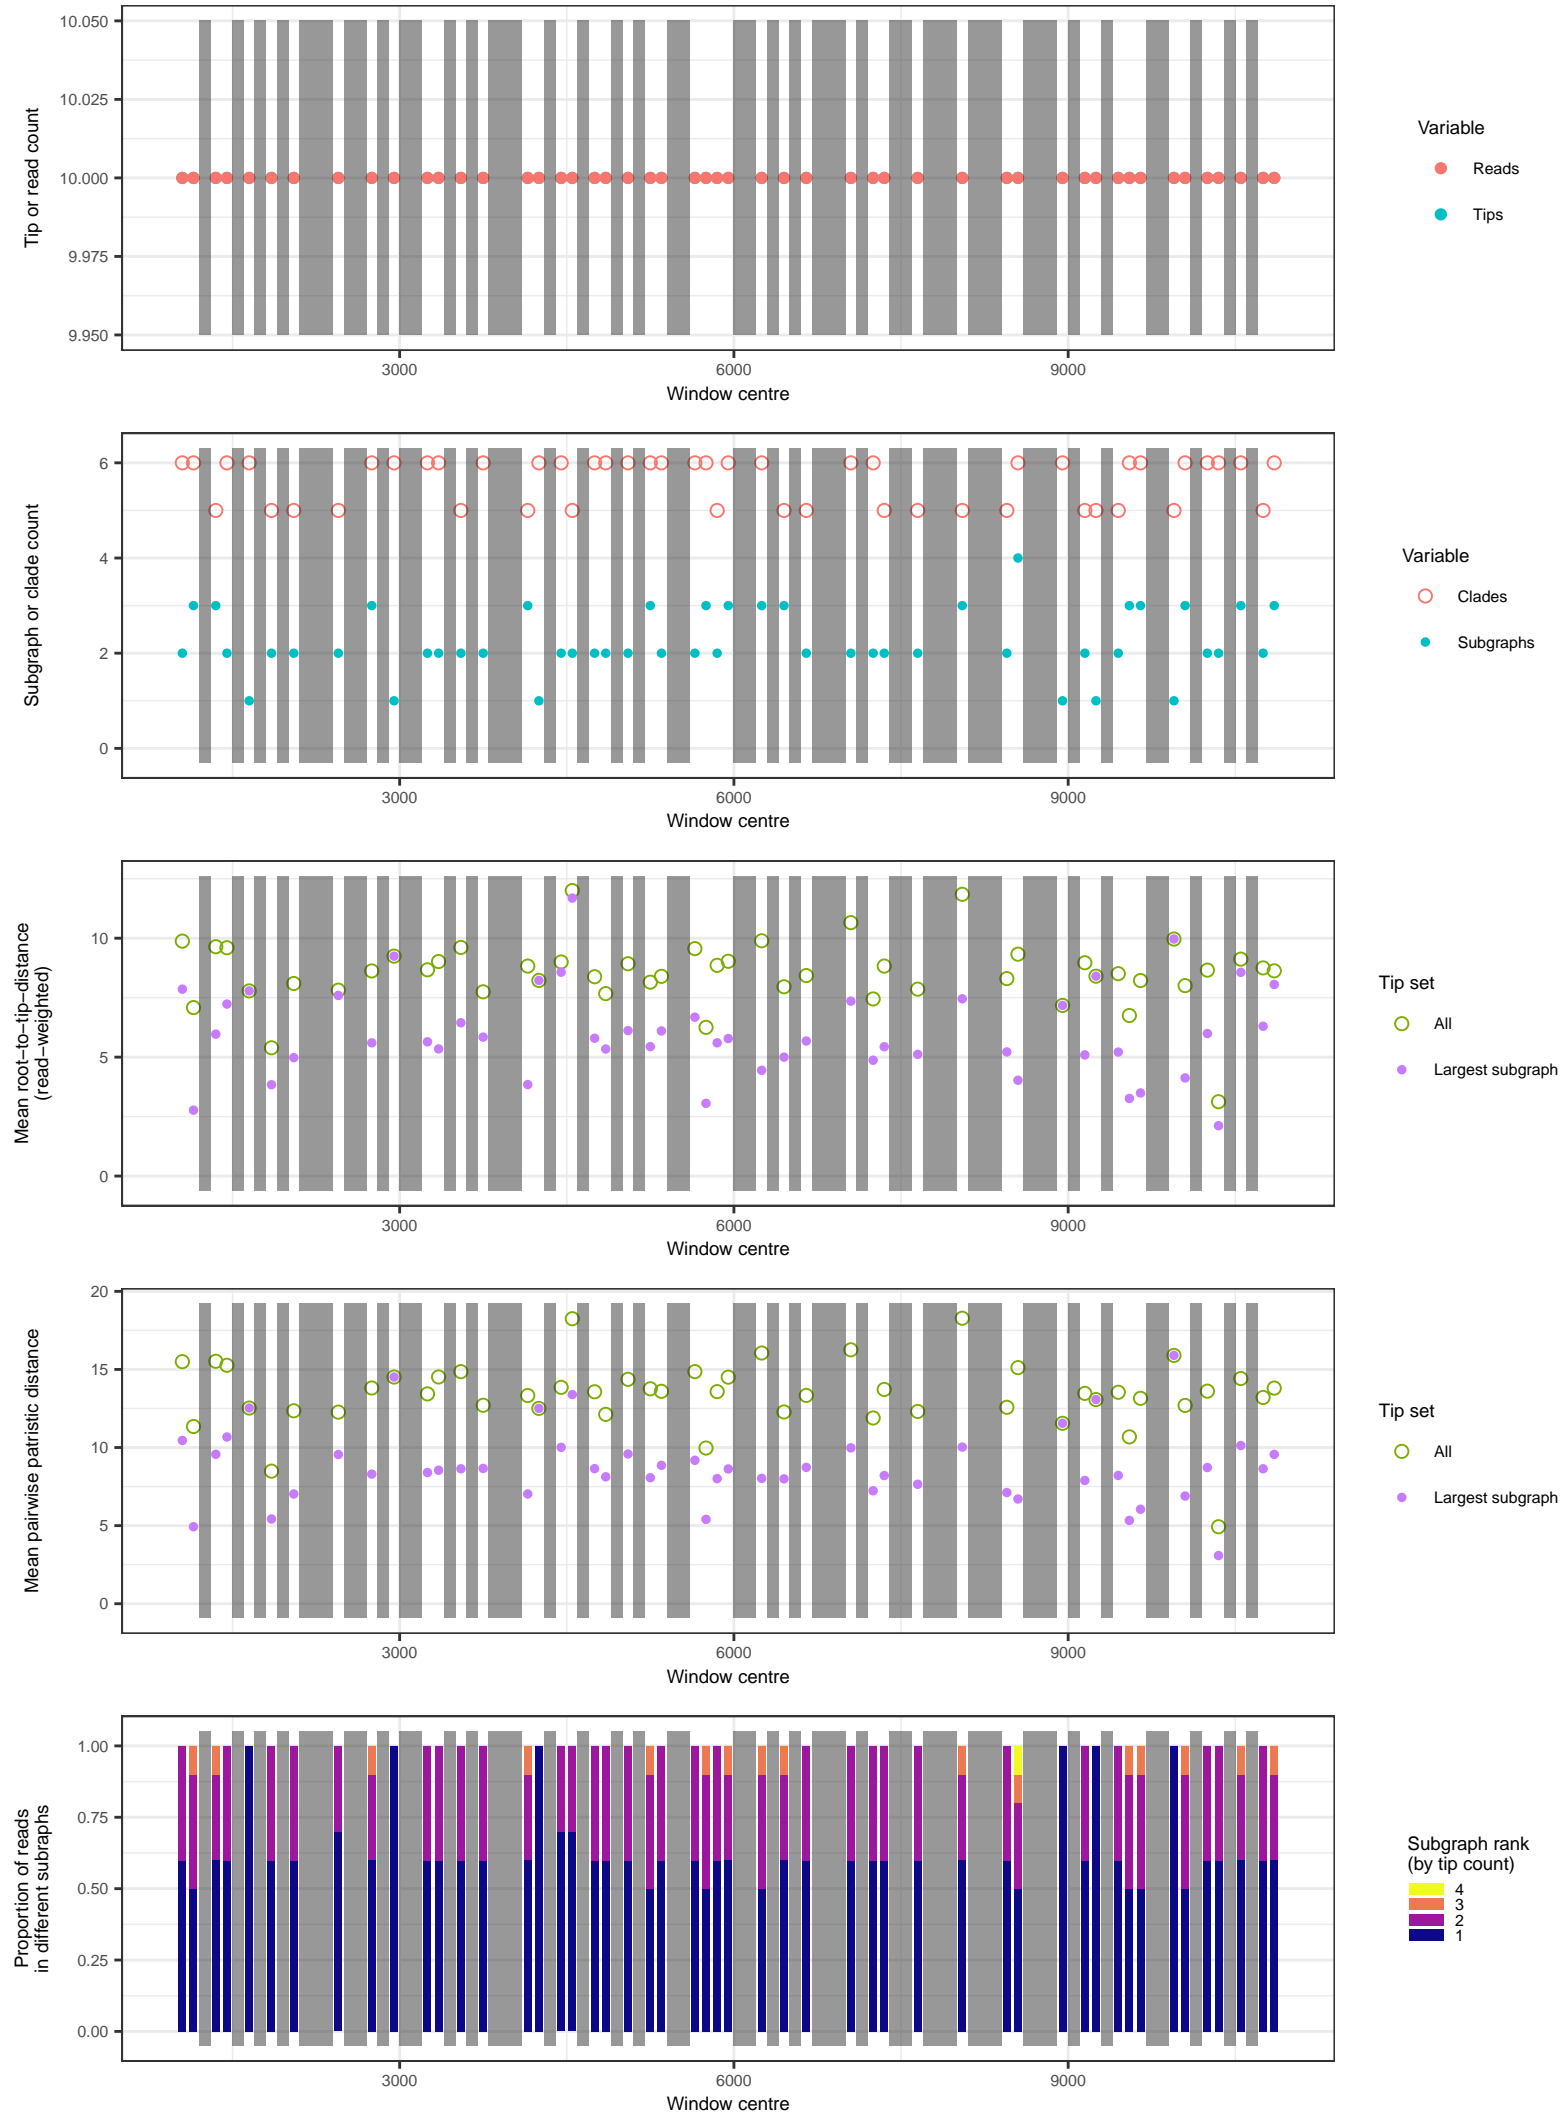 10.050
10.025
10.000
9.975
9.950
Tip or read count
3000 6000 9000
Window centre
Variable
Reads
Tips
6
4
2
0
Subgraph or clade count
3000 6000 9000
Window centre
Variable
Clades
Subgraphs
10
5
0
Mean root−to−tip−distance
(read−weighted)
3000 6000 9000
Window centre
Tip set
All
Largest subgraph
20
15
10
5
0
Mean pairwise patristic distance
3000 6000 9000
Window centre
Tip set
All
Largest subgraph
1.00
0.75
0.50
0.25
0.00
Proportion of reads
in different subraphs
3000 6000 9000
Window centre
Subgraph rank
(by tip count)
4
3
2
1